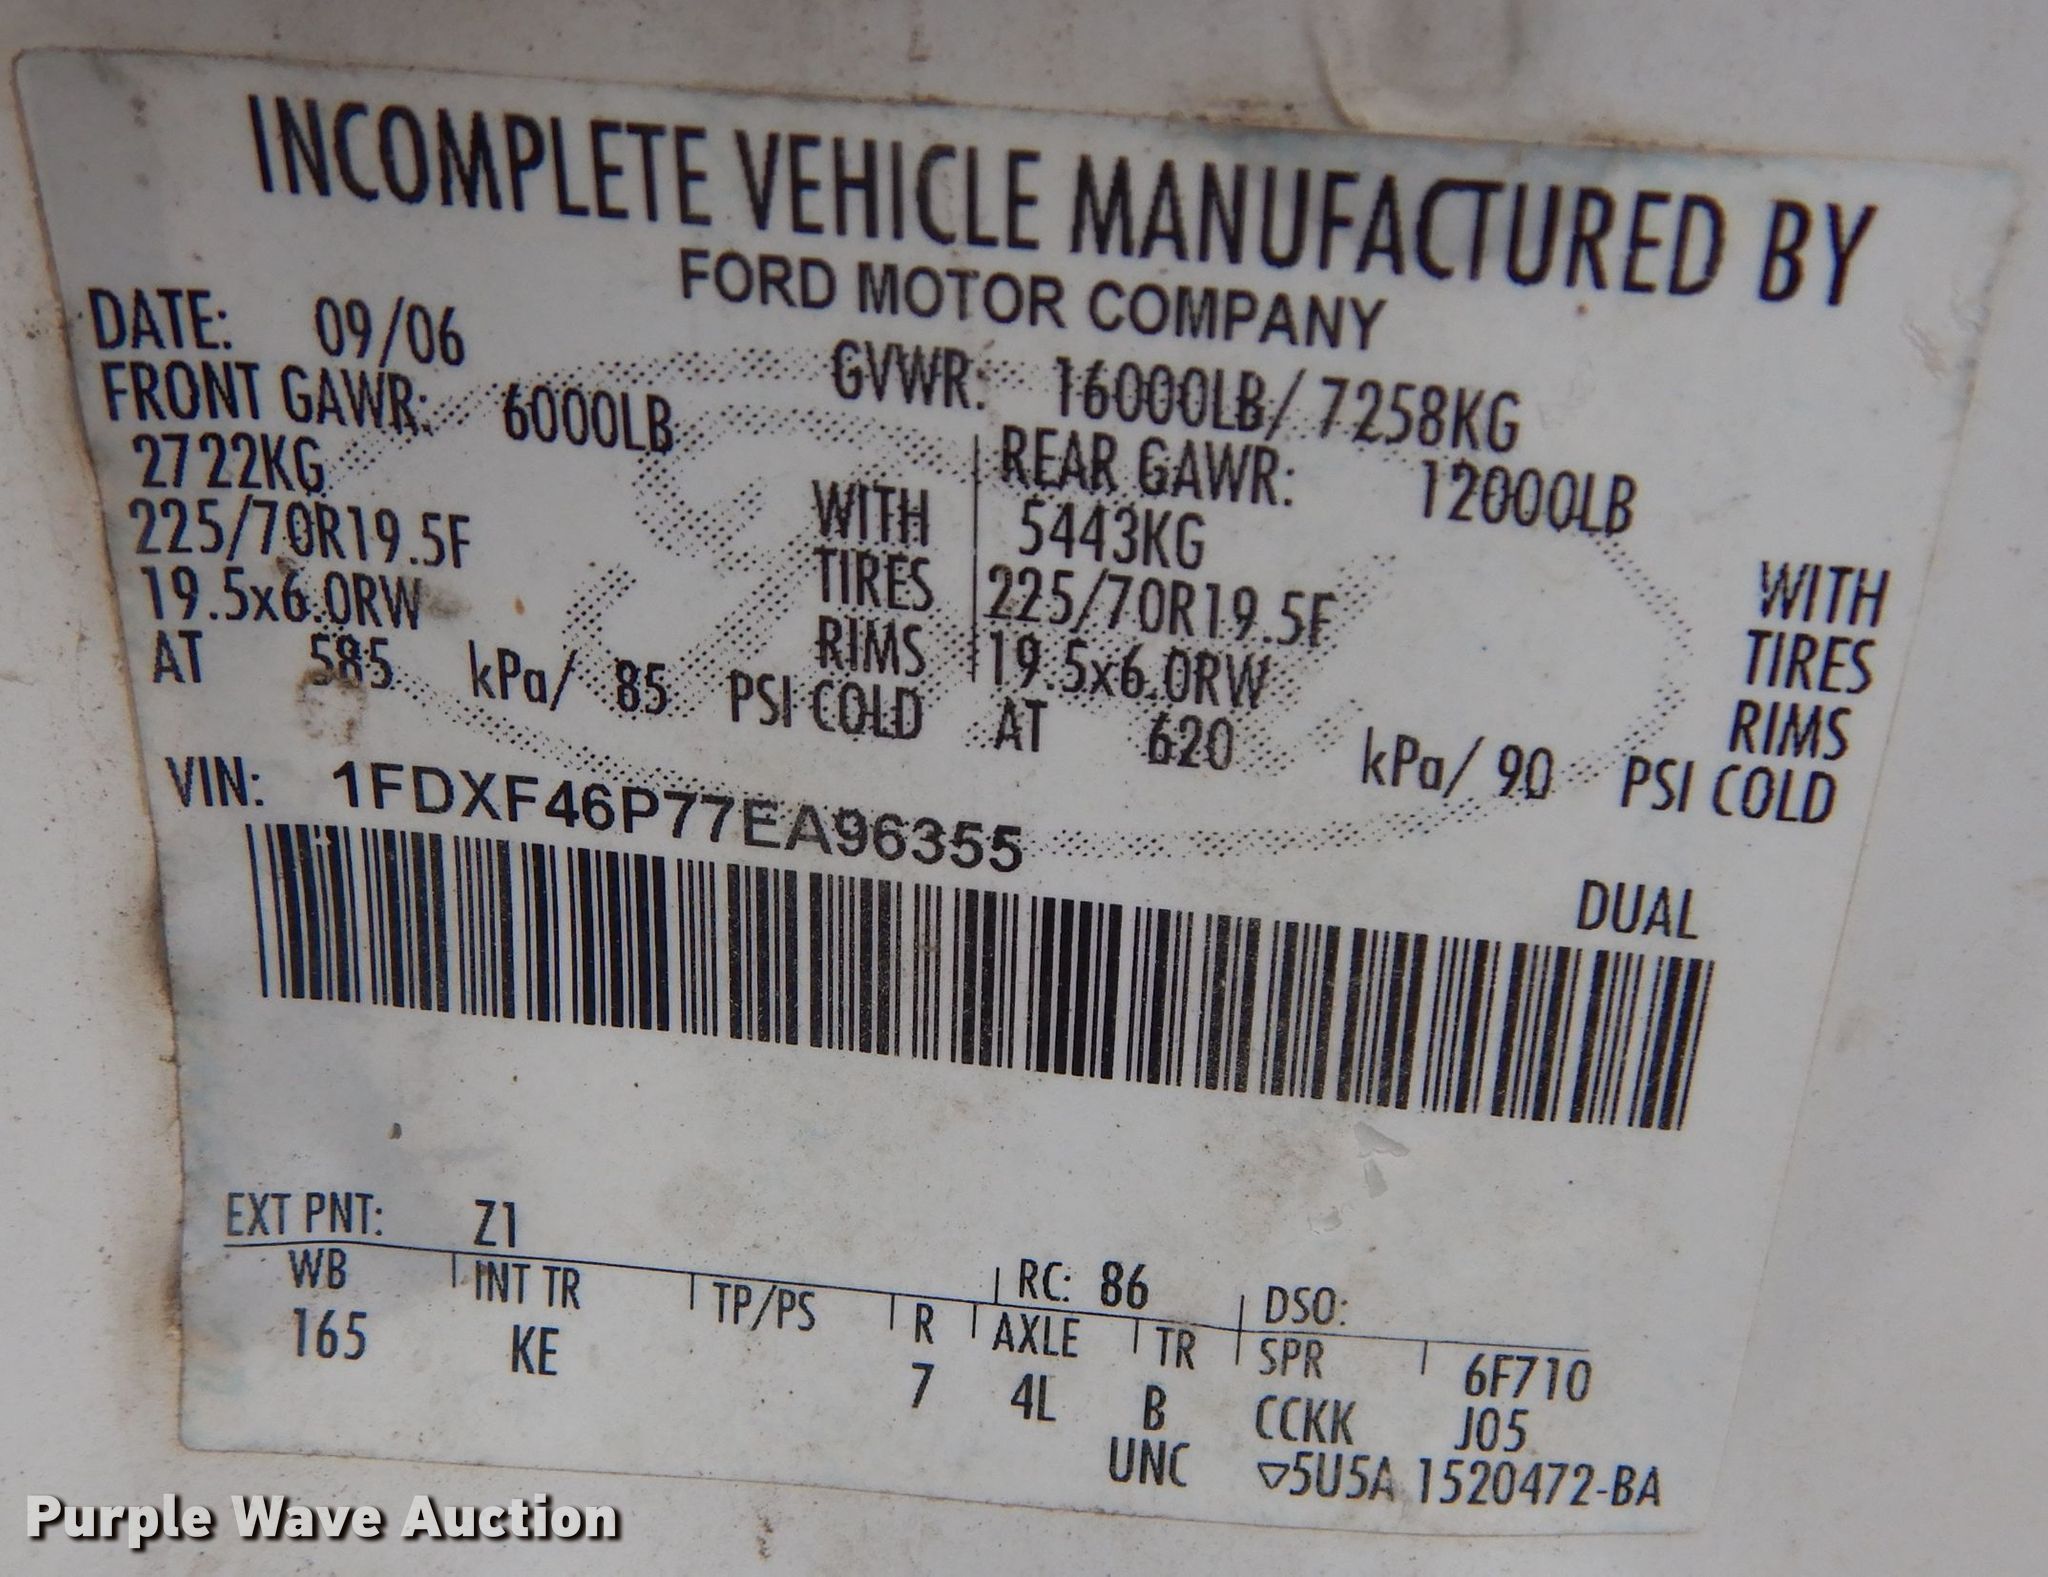 INCOMPLETE VEHICLE MANUFACTURED BY
FORD MOTOR COMPANY
DATE: 09/06 GVWR: 16000LB/ 7258KG
FRONT GAWR: 6000LB REAR GAWR: 12000LB
2722KG WITH 5443KG WITH
225/70R19.5F TIRES 225/70R19.5F TIRES
19.5x6.0RW RIMS 19.5x6.0RW RIMS
AT 585 kPa/ 85 PSI COLD AT 620 kPa/ 90 PSI COLD
VIN: 1FDXF46P77EA96355
DUAL
EXT PNT: Z1 RC: 86 DSO:
WB INT TR TP/PS R AXLE TR SPR 6F710
165 KE 7 4L B CCKK J05
UNC ▽5U5A 1520472-BA
Purple Wave Auction